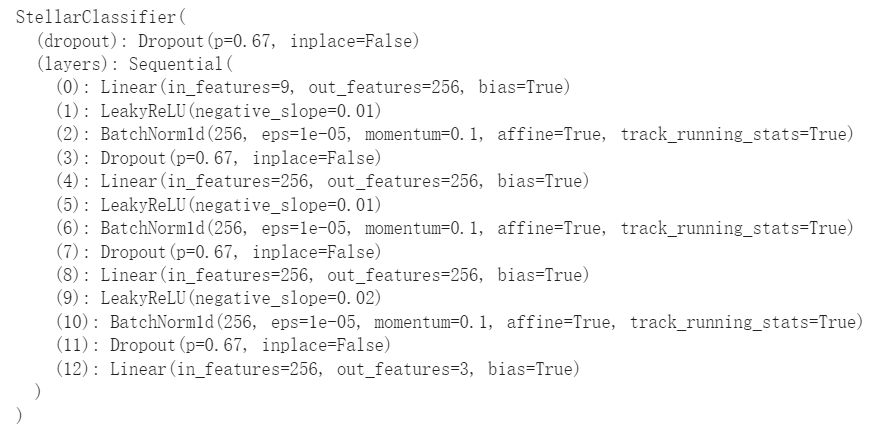 StellarClassifier(
  (dropout): Dropout(p=0.67, inplace=False)
  (layers): Sequential(
    (0): Linear(in_features=9, out_features=256, bias=True)
    (1): LeakyReLU(negative_slope=0.01)
    (2): BatchNorm1d(256, eps=1e-05, momentum=0.1, affine=True, track_running_stats=True)
    (3): Dropout(p=0.67, inplace=False)
    (4): Linear(in_features=256, out_features=256, bias=True)
    (5): LeakyReLU(negative_slope=0.01)
    (6): BatchNorm1d(256, eps=1e-05, momentum=0.1, affine=True, track_running_stats=True)
    (7): Dropout(p=0.67, inplace=False)
    (8): Linear(in_features=256, out_features=256, bias=True)
    (9): LeakyReLU(negative_slope=0.02)
    (10): BatchNorm1d(256, eps=1e-05, momentum=0.1, affine=True, track_running_stats=True)
    (11): Dropout(p=0.67, inplace=False)
    (12): Linear(in_features=256, out_features=3, bias=True)
  )
)